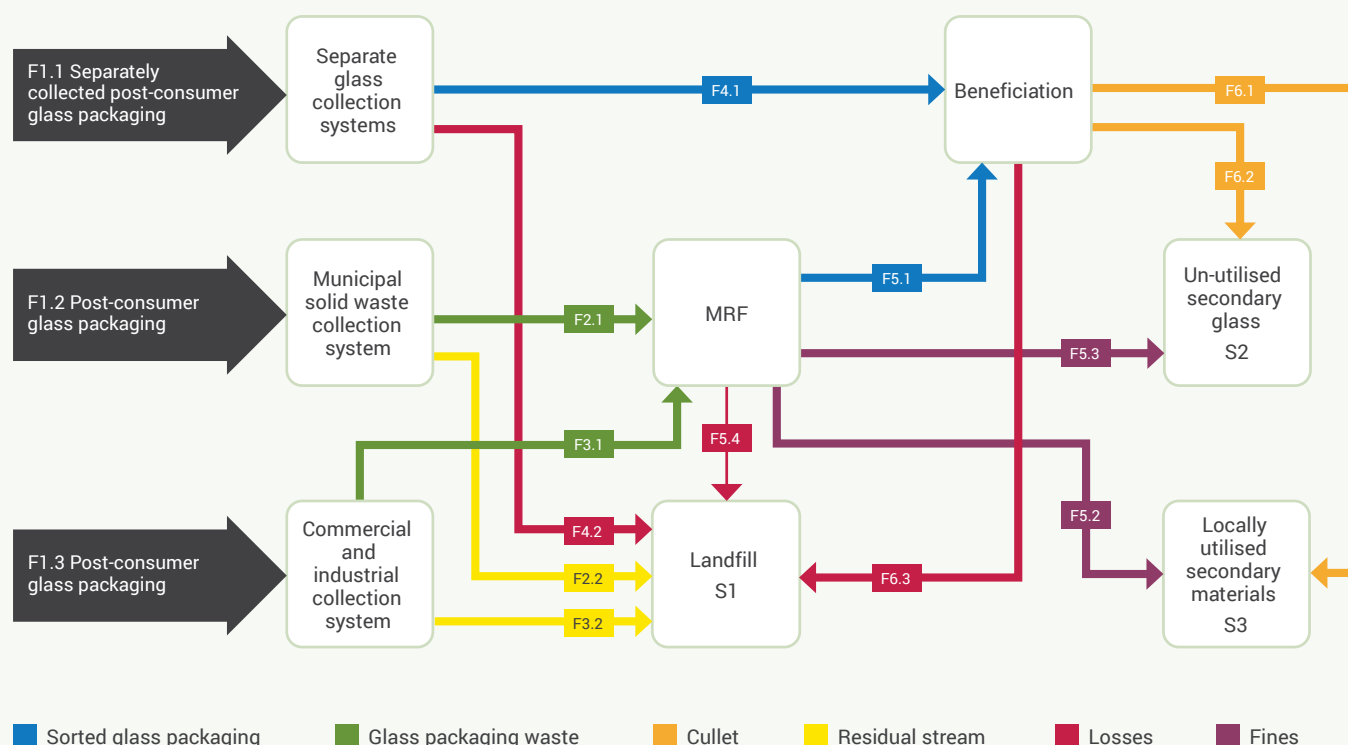 F1.1 Separately
collected post-consumer
glass packaging
Separate
glass
collection
systems
F4.1
Beneficiation
F6.1
F6.2
F1.2 Post-consumer
glass packaging
Municipal
solid waste
collection
system
F2.1
MRF
F5.1
F5.3
Un-utilised
secondary
glass
S2
F3.1
F5.4
F5.2
F1.3 Post-consumer
glass packaging
Commercial
and
industrial
collection
system
F4.2
F2.2
F3.2
Landfill
S1
F6.3
Locally
utilised
secondary
materials
S3
Sorted glass packaging
Glass packaging waste
Cullet
Residual stream
Losses
Fines